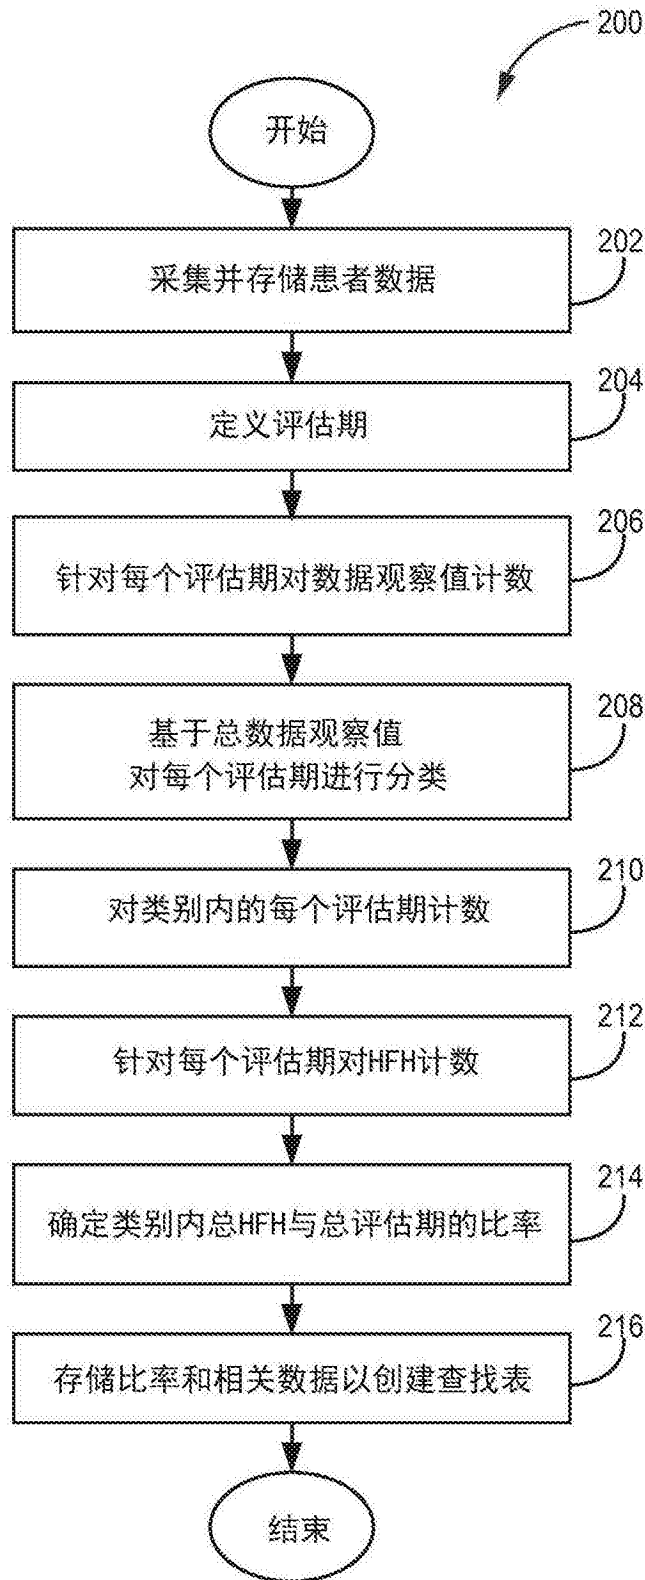 200
开始
202
采集并存储患者数据
204
定义评估期
206
针对每个评估期对数据观察值计数
208
基于总数据观察值
对每个评估期进行分类
210
对类别内的每个评估期计数
212
针对每个评估期对HFH计数
214
确定类别内总HFH与总评估期的比率
216
存储比率和相关数据以创建查找表
结束